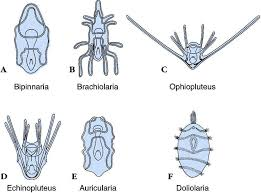 A
Bipinnaria
B
Brachiolaria
C
Ophiopluteus
D
Echinopluteus
E
Auricularia
F
Doliolaria